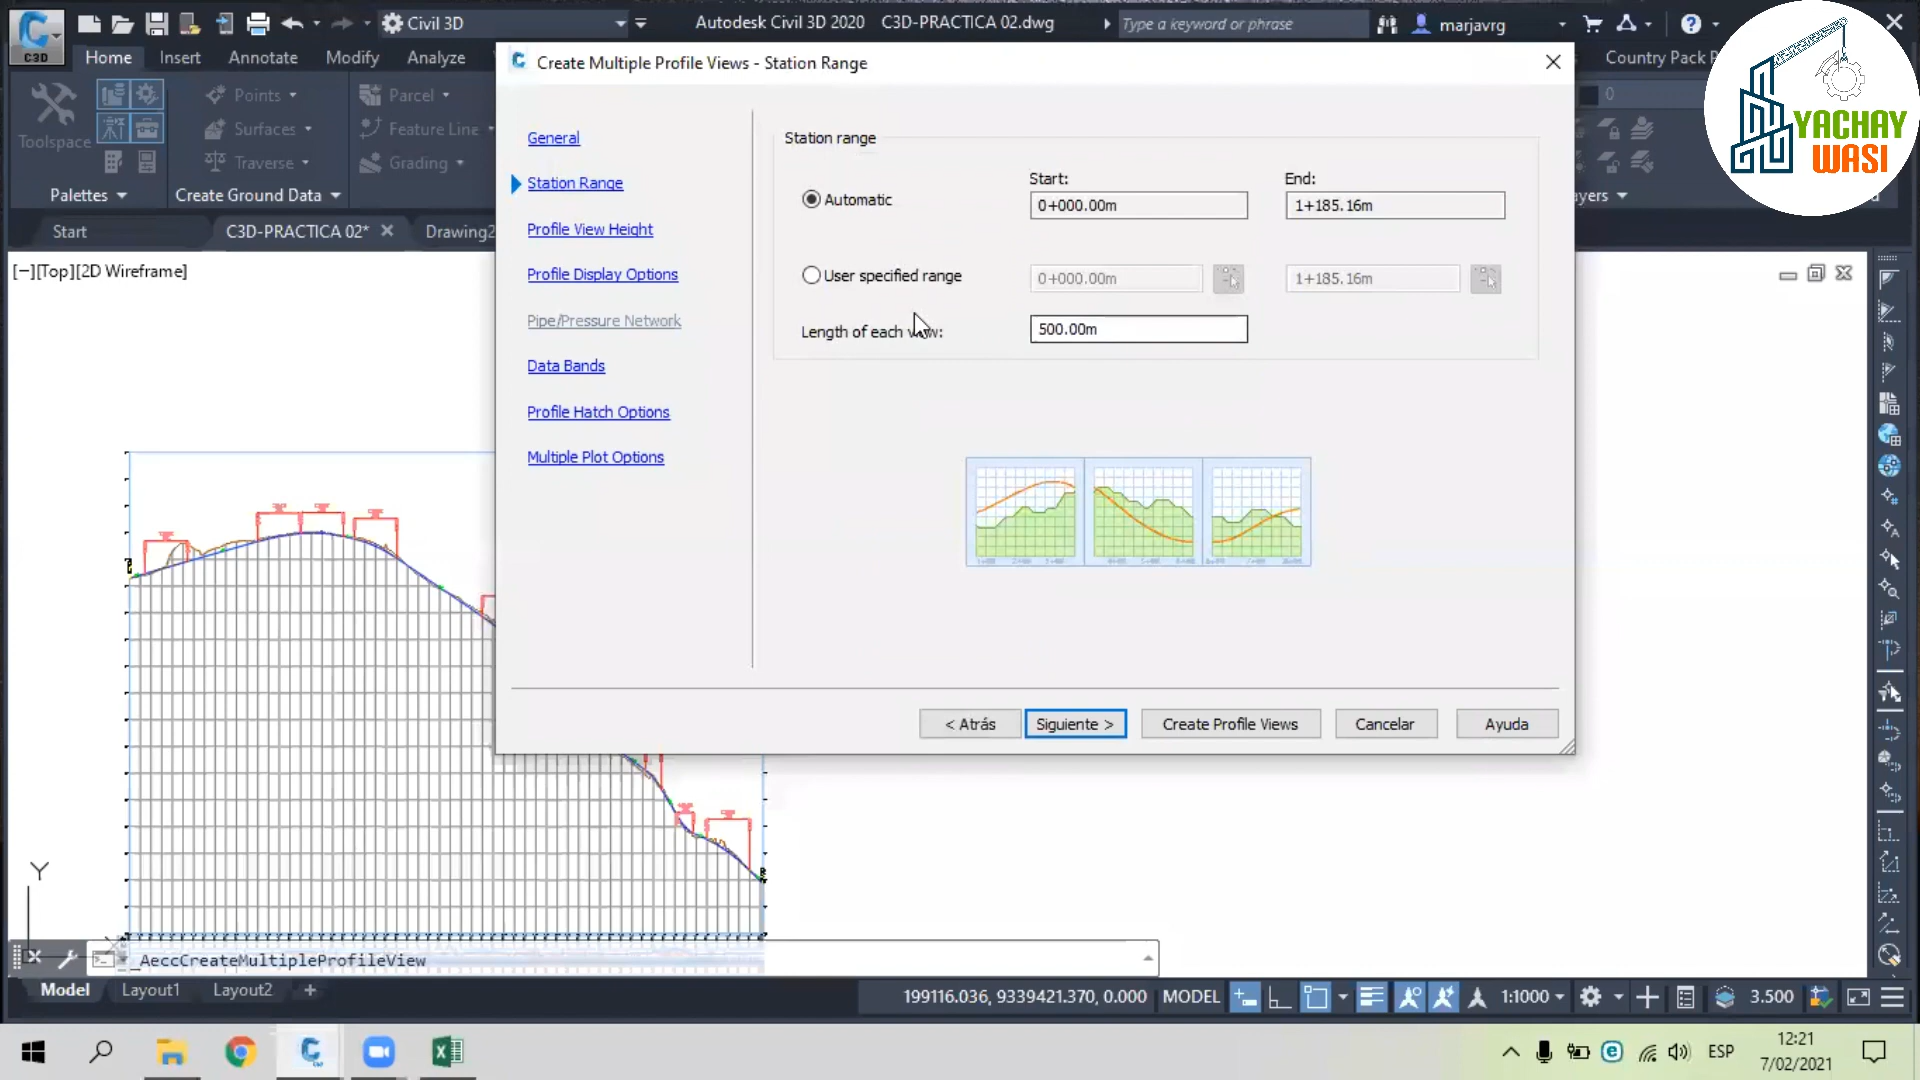 Civil 3D
Autodesk Civil 3D 2020 C3D-PRACTICA 02.dwg
Type a keyword or phrase
marjavrg
C3D
Home Insert Annotate Modify Analyze
Country Pack
Create Multiple Profile Views - Station Range
YACHAY
WASI
Toolspace
Points
Surfaces
Traverse
Parcel
Feature Line
Grading
0
Palettes
Create Ground Data
Start
C3D-PRACTICA 02*
Drawing2
[−][Top][2D Wireframe]
General
Station Range
Profile View Height
Profile Display Options
Pipe/Pressure Network
Data Bands
Profile Hatch Options
Multiple Plot Options
Station range
Start:
End:
Automatic
0+000.00m
1+185.16m
User specified range
0+000.00m
1+185.16m
Length of each view:
500.00m
< Atrás
Siguiente >
Create Profile Views
Cancelar
Ayuda
Y
_AeccCreateMultipleProfileView
Model
Layout1
Layout2
+
199116.036, 9339421.370, 0.000
MODEL
1:1000
3.500
ESP
12:21
7/02/2021